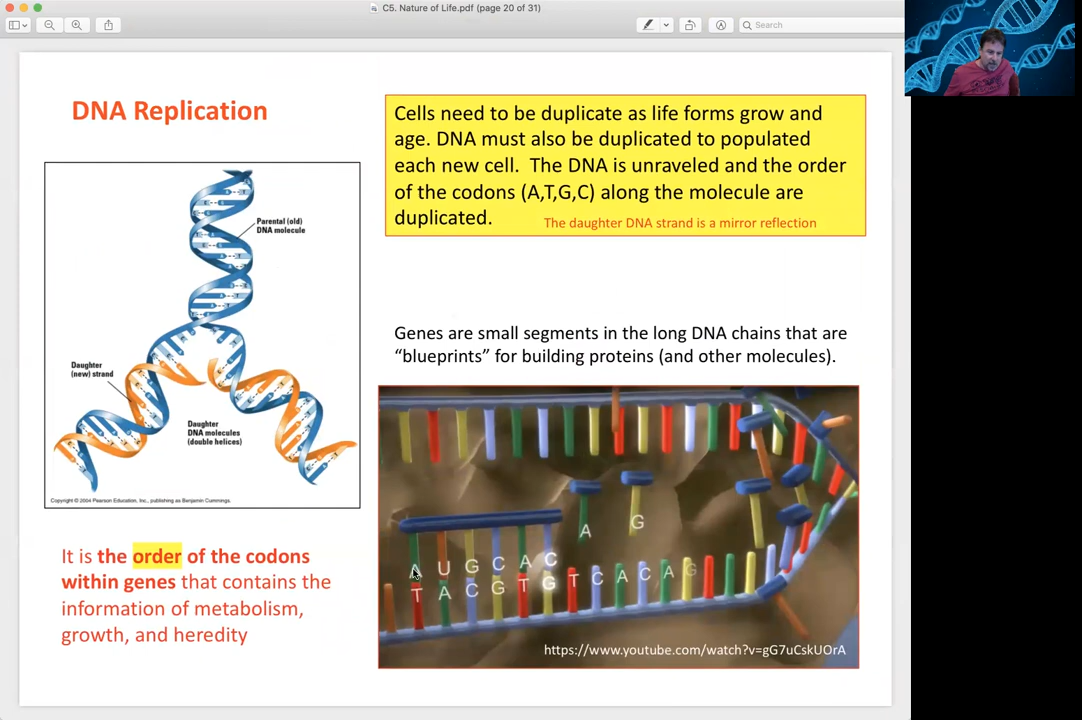 C5. Nature of Life.pdf (page 20 of 31)
Search
DNA Replication
Cells need to be duplicate as life forms grow and
age. DNA must also be duplicated to populated
each new cell.  The DNA is unraveled and the order
of the codons (A,T,G,C) along the molecule are
duplicated.
The daughter DNA strand is a mirror reflection
Parental (old)
DNA molecule
Daughter
(new) strand
Daughter
DNA molecules
(double helices)
Copyright © 2004 Pearson Education, Inc., publishing as Benjamin Cummings.
Genes are small segments in the long DNA chains that are
“blueprints” for building proteins (and other molecules).
A G
A U G C A C
T A C G T G T C A C A G
https://www.youtube.com/watch?v=gG7uCskUOrA
It is the order of the codons
within genes that contains the
information of metabolism,
growth, and heredity